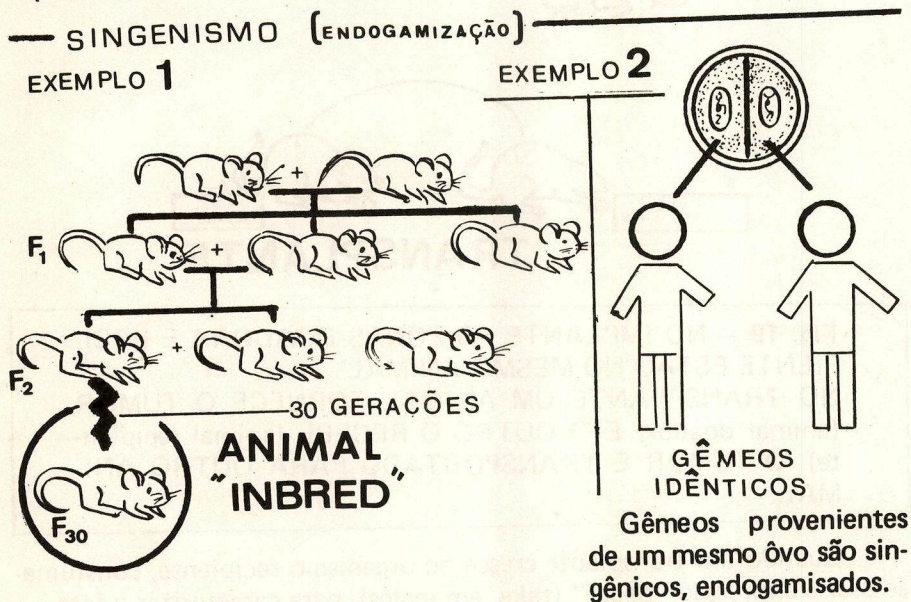 SINGENISMO [ENDOGAMIZAÇÃO]
EXEMPLO 1
F1
F2
30 GERAÇÕES
ANIMAL
"INBRED"
F30
EXEMPLO 2
GÊMEOS
IDÊNTICOS
Gêmeos provenientes
de um mesmo ôvo são sin-
gênicos, endogamisados.